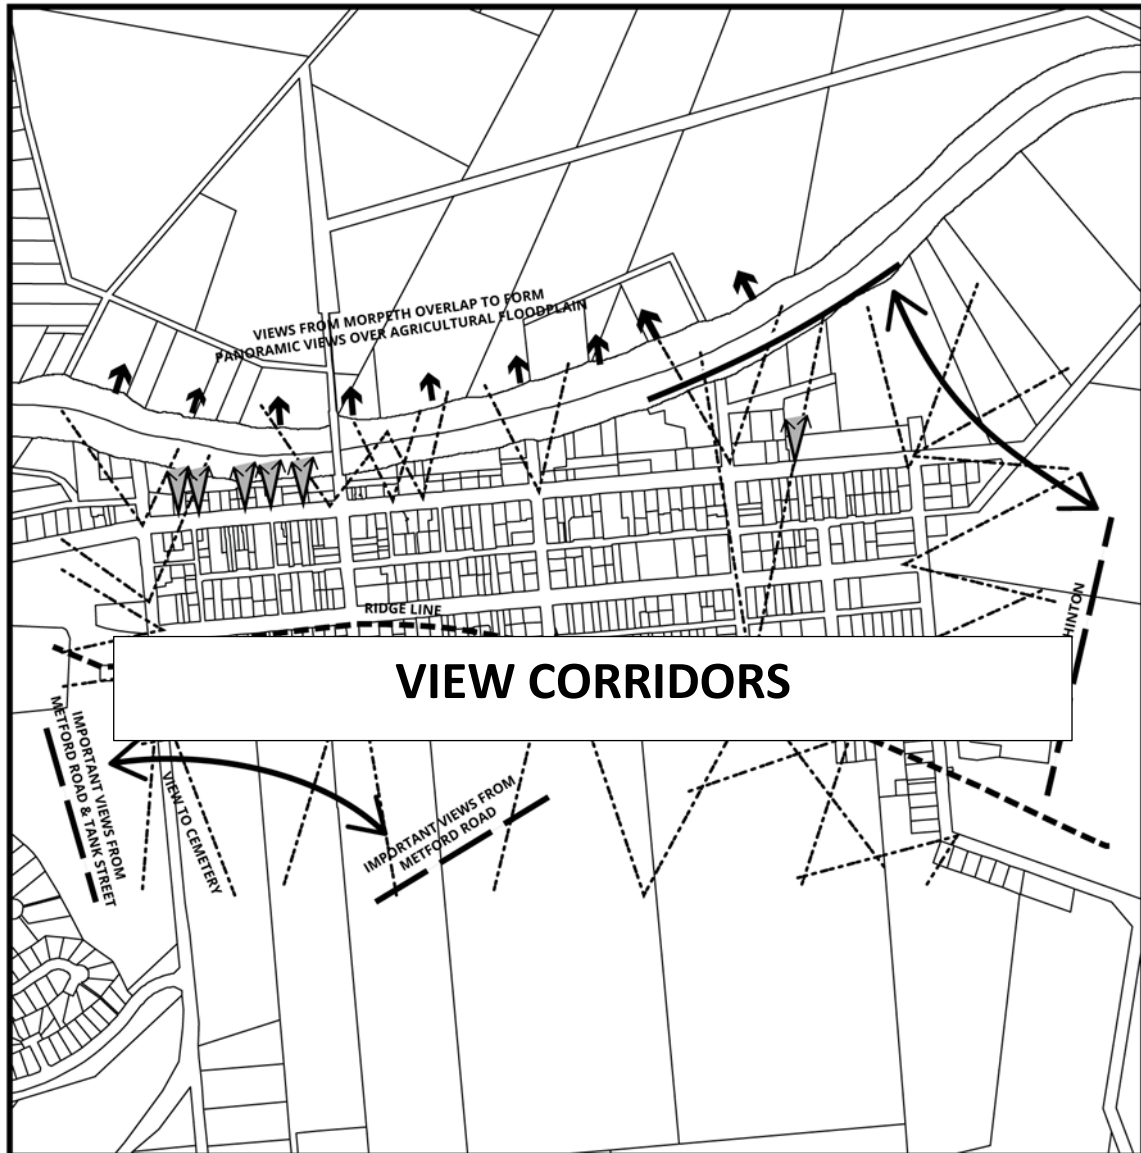 VIEWS FROM MORPETH OVERLAP TO FORM
PANORAMIC VIEWS OVER AGRICULTURAL FLOODPLAIN
RIDGE LINE
HINTON
VIEW CORRIDORS
IMPORTANT VIEWS FROM
METFORD ROAD & TANK STREET
VIEW TO CEMETERY
IMPORTANT VIEWS FROM
METFORD ROAD